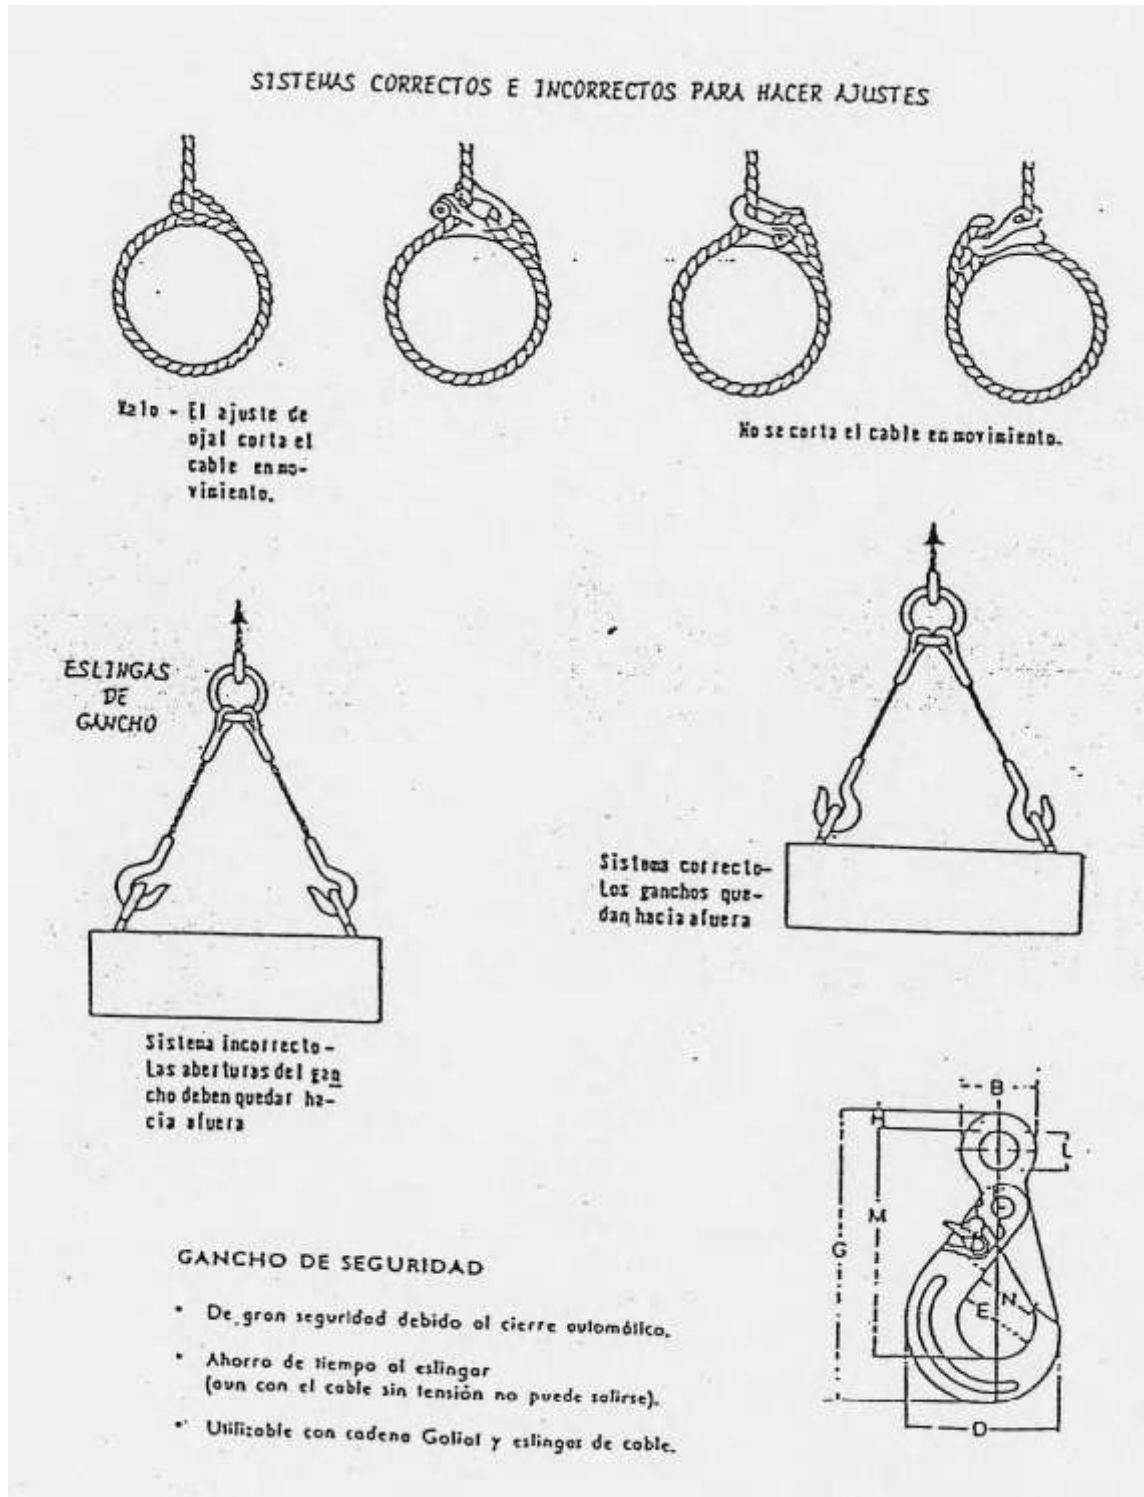 SISTEMAS CORRECTOS E INCORRECTOS PARA HACER AJUSTES
Malo - El ajuste de
ojal corta el
cable en mo-
vimiento.
No se corta el cable en movimiento.
ESLINGAS
DE
GANCHO
Sistema correcto-
Los ganchos que-
dan hacia afuera
Sistema incorrecto-
Las aberturas del gan
cho deben quedar ha-
cia afuera
B
H
L
M
G
N
E
D
GANCHO DE SEGURIDAD
• De gran seguridad debido al cierre automático.
• Ahorro de tiempo al eslingar
(aun con el cable sin tensión no puede salirse).
• Utilizable con cadena Goliat y eslingas de cable.